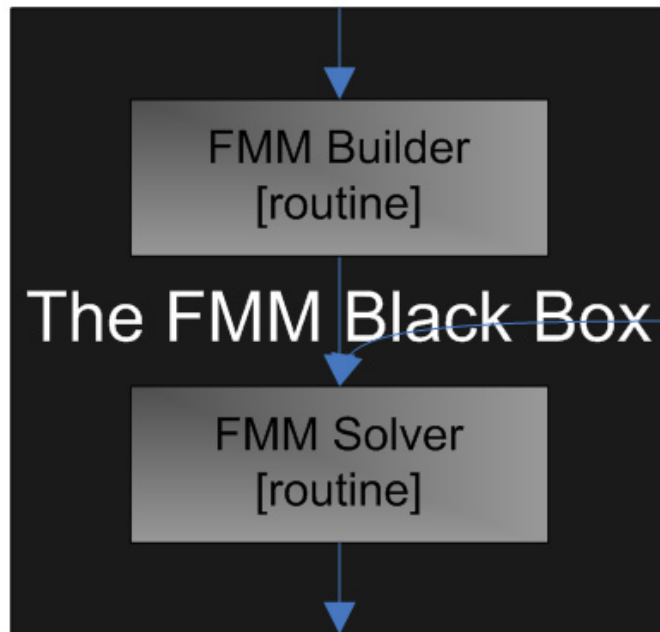 FMM Builder
[routine]
The FMM Black Box
FMM Solver
[routine]